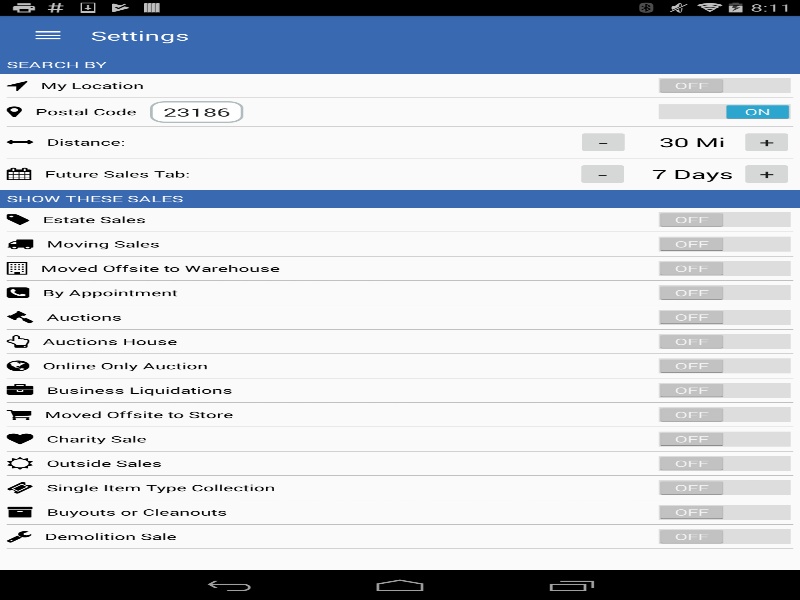 # 8:11
Settings
SEARCH BY
My Location OFF
Postal Code 23186 ON
Distance: - 30 Mi +
Future Sales Tab: - 7 Days +
SHOW THESE SALES
Estate Sales OFF
Moving Sales OFF
Moved Offsite to Warehouse OFF
By Appointment OFF
Auctions OFF
Auctions House OFF
Online Only Auction OFF
Business Liquidations OFF
Moved Offsite to Store OFF
Charity Sale OFF
Outside Sales OFF
Single Item Type Collection OFF
Buyouts or Cleanouts OFF
Demolition Sale OFF